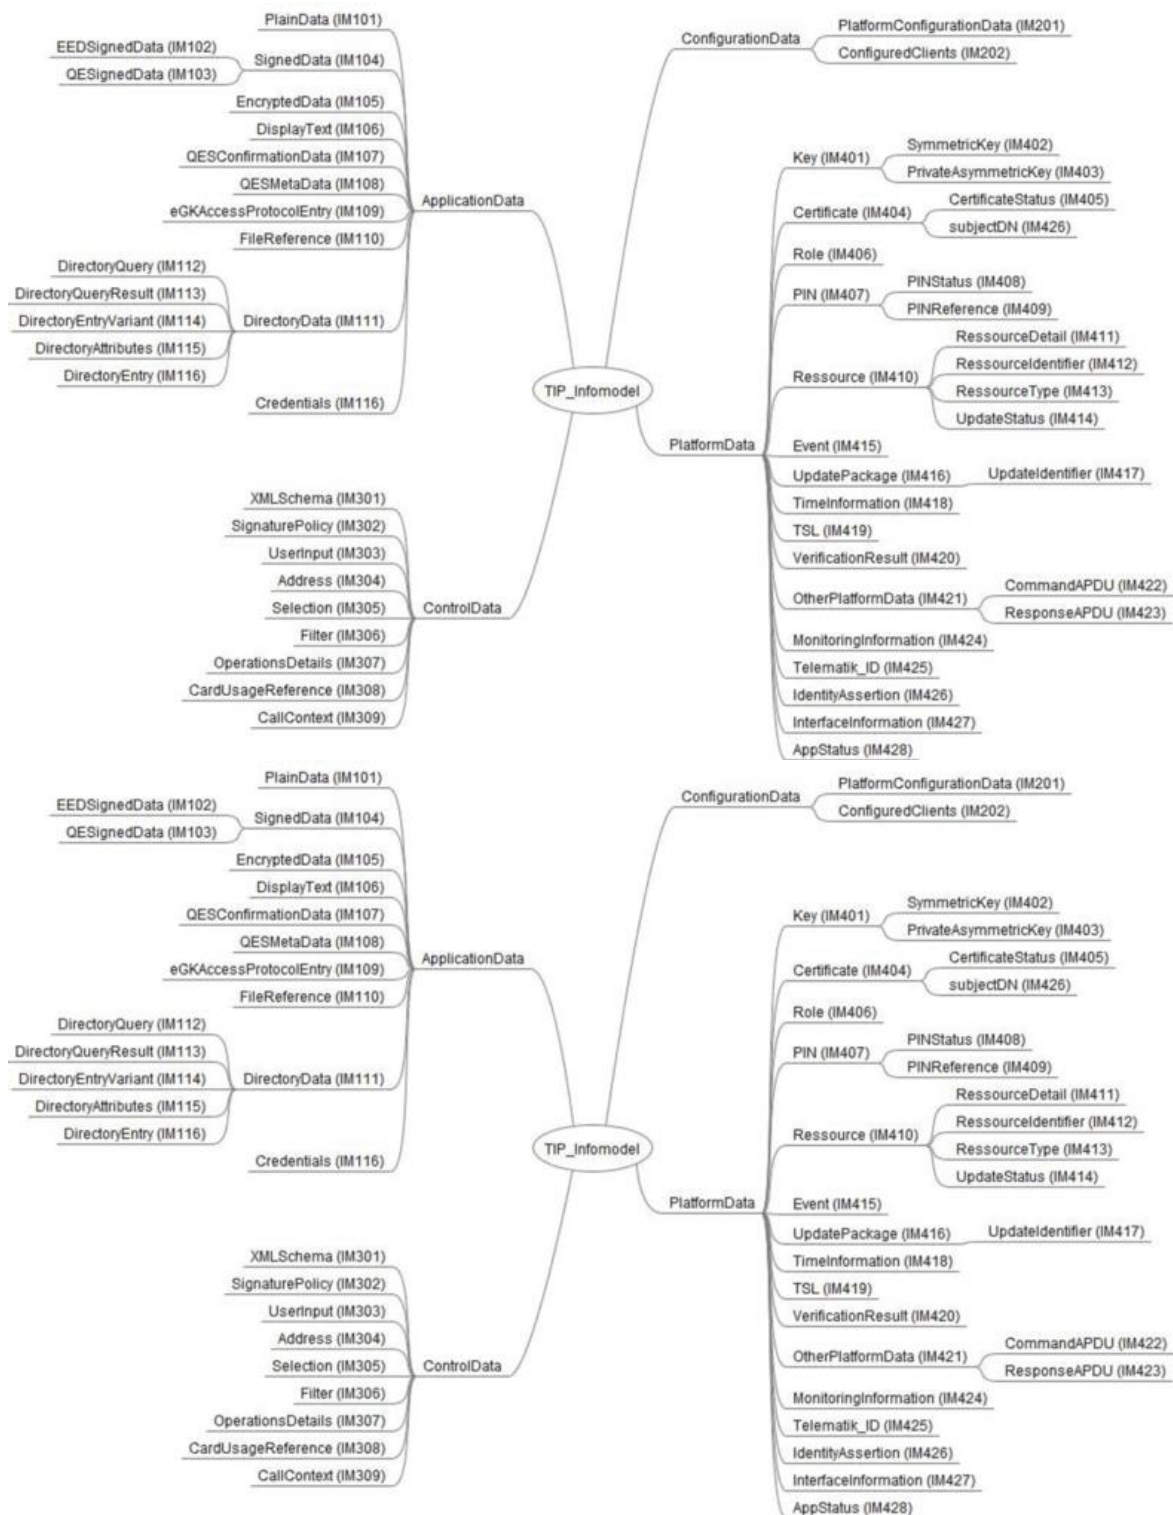 PlainData (IM101)
EEDSignedData (IM102)
SignedData (IM104)
QESignedData (IM103)
EncryptedData (IM105)
DisplayText (IM106)
QESConfirmationData (IM107)
QESMetaData (IM108)
ApplicationData
eGKAccessProtocolEntry (IM109)
FileReference (IM110)
DirectoryQuery (IM112)
DirectoryQueryResult (IM113)
DirectoryEntryVariant (IM114)
DirectoryData (IM111)
DirectoryAttributes (IM115)
DirectoryEntry (IM116)
Credentials (IM116)
XMLSchema (IM301)
SignaturePolicy (IM302)
UserInput (IM303)
Address (IM304)
Selection (IM305)
ControlData
Filter (IM306)
OperationsDetails (IM307)
CardUsageReference (IM308)
CallContext (IM309)
TIP_Infomodel
ConfigurationData
PlatformConfigurationData (IM201)
ConfiguredClients (IM202)
PlatformData
Key (IM401)
SymmetricKey (IM402)
PrivateAsymmetricKey (IM403)
Certificate (IM404)
CertificateStatus (IM405)
subjectDN (IM426)
Role (IM406)
PIN (IM407)
PINStatus (IM408)
PINReference (IM409)
Ressource (IM410)
RessourceDetail (IM411)
RessourceIdentifier (IM412)
RessourceType (IM413)
UpdateStatus (IM414)
Event (IM415)
UpdatePackage (IM416)
UpdateIdentifier (IM417)
TimeInformation (IM418)
TSL (IM419)
VerificationResult (IM420)
OtherPlatformData (IM421)
CommandAPDU (IM422)
ResponseAPDU (IM423)
MonitoringInformation (IM424)
Telematik_ID (IM425)
IdentityAssertion (IM426)
InterfaceInformation (IM427)
AppStatus (IM428)
PlainData (IM101)
EEDSignedData (IM102)
SignedData (IM104)
QESignedData (IM103)
EncryptedData (IM105)
DisplayText (IM106)
QESConfirmationData (IM107)
QESMetaData (IM108)
ApplicationData
eGKAccessProtocolEntry (IM109)
FileReference (IM110)
DirectoryQuery (IM112)
DirectoryQueryResult (IM113)
DirectoryEntryVariant (IM114)
DirectoryData (IM111)
DirectoryAttributes (IM115)
DirectoryEntry (IM116)
Credentials (IM116)
XMLSchema (IM301)
SignaturePolicy (IM302)
UserInput (IM303)
Address (IM304)
Selection (IM305)
ControlData
Filter (IM306)
OperationsDetails (IM307)
CardUsageReference (IM308)
CallContext (IM309)
TIP_Infomodel
ConfigurationData
PlatformConfigurationData (IM201)
ConfiguredClients (IM202)
PlatformData
Key (IM401)
SymmetricKey (IM402)
PrivateAsymmetricKey (IM403)
Certificate (IM404)
CertificateStatus (IM405)
subjectDN (IM426)
Role (IM406)
PIN (IM407)
PINStatus (IM408)
PINReference (IM409)
Ressource (IM410)
RessourceDetail (IM411)
RessourceIdentifier (IM412)
RessourceType (IM413)
UpdateStatus (IM414)
Event (IM415)
UpdatePackage (IM416)
UpdateIdentifier (IM417)
TimeInformation (IM418)
TSL (IM419)
VerificationResult (IM420)
OtherPlatformData (IM421)
CommandAPDU (IM422)
ResponseAPDU (IM423)
MonitoringInformation (IM424)
Telematik_ID (IM425)
IdentityAssertion (IM426)
InterfaceInformation (IM427)
AppStatus (IM428)